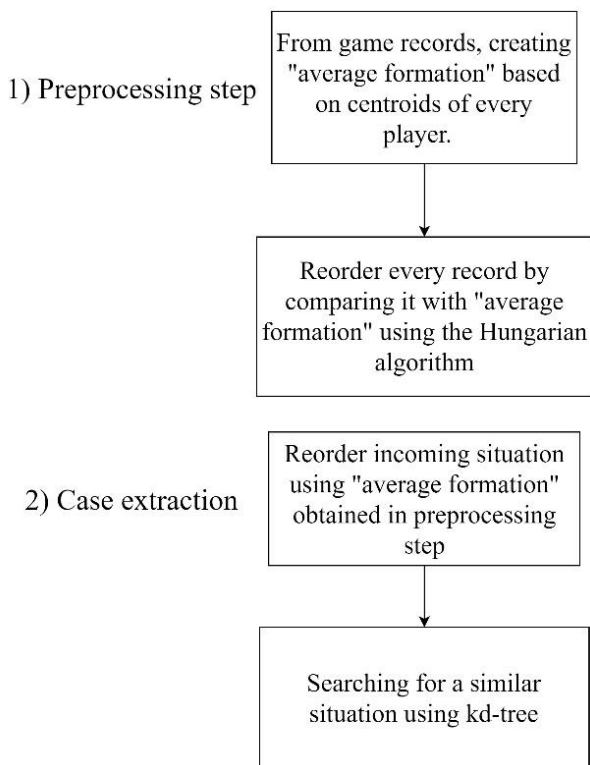 1) Preprocessing step
From game records, creating
"average formation" based
on centroids of every
player.
Reorder every record by
comparing it with "average
formation" using the Hungarian
algorithm
2) Case extraction
Reorder incoming situation
using "average formation"
obtained in preprocessing
step
Searching for a similar
situation using kd-tree